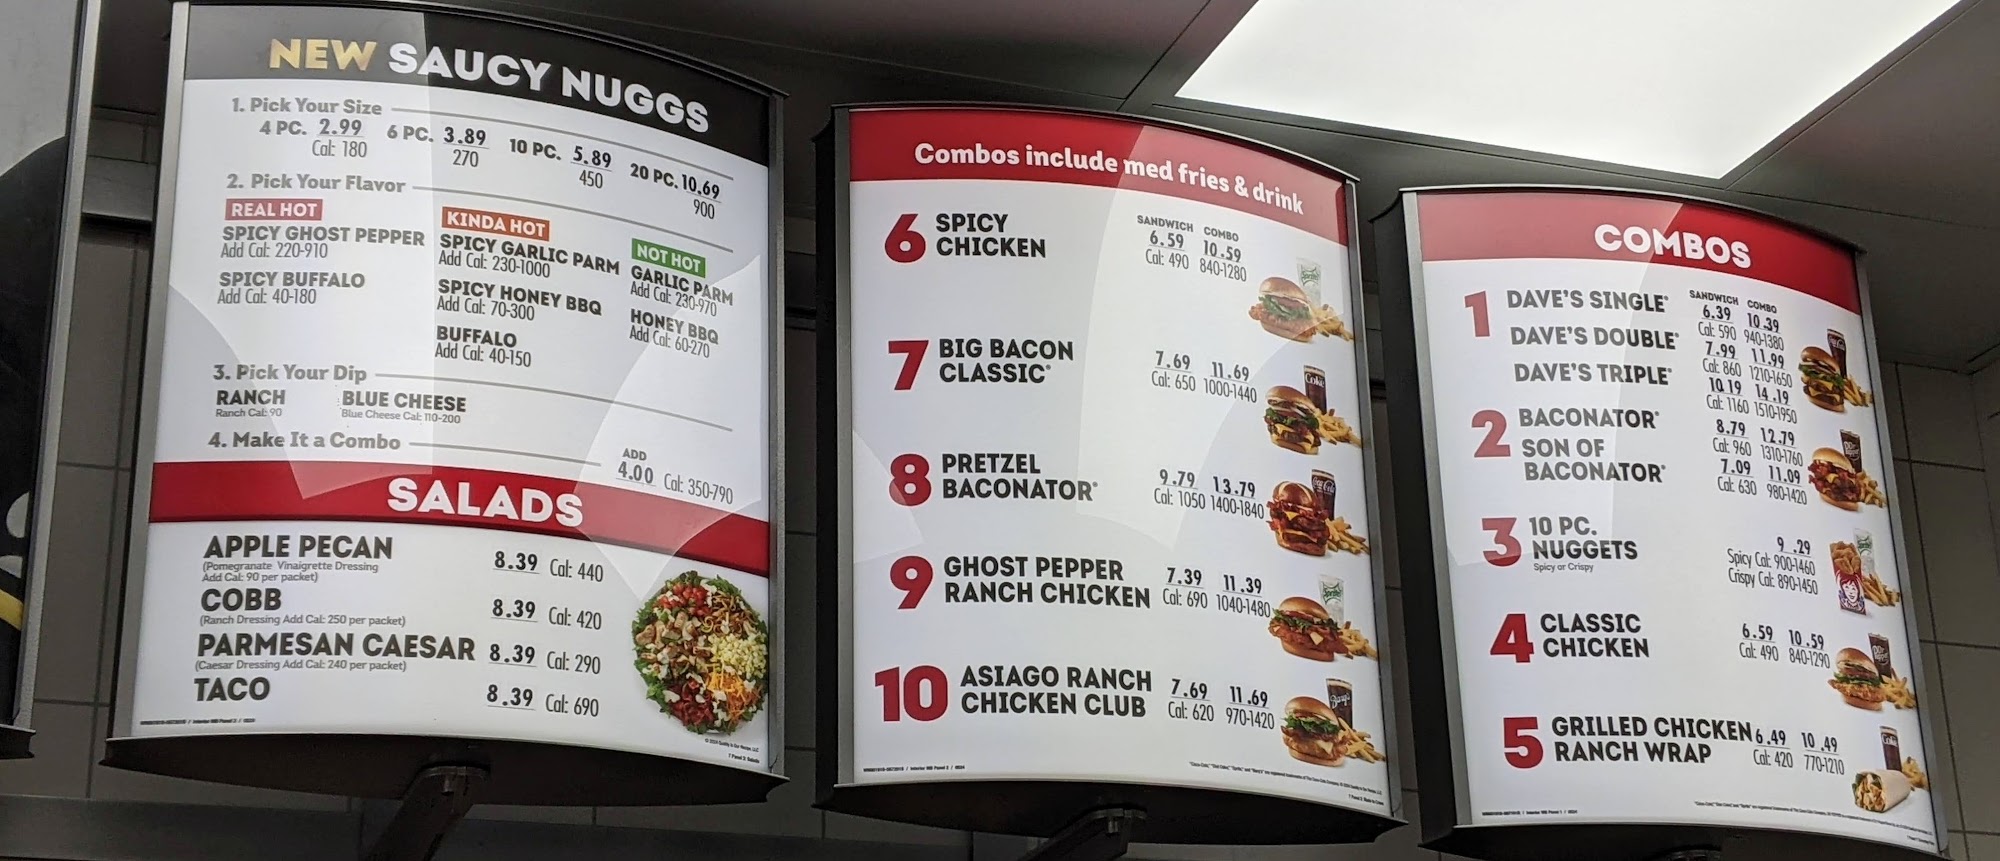 NEW SAUCY NUGGS
1. Pick Your Size
4 PC. 2.99 6 PC. 3.89 10 PC. 5.89 20 PC. 10.69
Cal: 180 270 450 900
2. Pick Your Flavor
REAL HOT
SPICY GHOST PEPPER
Add Cal: 220-910
SPICY BUFFALO
Add Cal: 40-180
KINDA HOT
SPICY GARLIC PARM
Add Cal: 230-1000
SPICY HONEY BBQ
Add Cal: 70-300
BUFFALO
Add Cal: 40-150
NOT HOT
GARLIC PARM
Add Cal: 230-970
HONEY BBQ
Add Cal: 60-270
3. Pick Your Dip
RANCH BLUE CHEESE
Ranch Cal: 90 Blue Cheese Cal: 110-200
4. Make It a Combo
ADD
4.00 Cal: 350-790
SALADS
APPLE PECAN 8.39 Cal: 440
(Pomegranate Vinaigrette Dressing
Add Cal: 90 per packet)
COBB 8.39 Cal: 420
(Ranch Dressing Add Cal: 250 per packet)
PARMESAN CAESAR 8.39 Cal: 290
(Caesar Dressing Add Cal: 240 per packet)
TACO 8.39 Cal: 690
Combos include med fries & drink
SANDWICH COMBO
6 SPICY CHICKEN 6.59 10.59
Cal: 490 840-1280
7 BIG BACON CLASSIC® 7.69 11.69
Cal: 650 1000-1440
8 PRETZEL BACONATOR® 9.79 13.79
Cal: 1050 1400-1840
9 GHOST PEPPER RANCH CHICKEN 7.39 11.39
Cal: 690 1040-1480
10 ASIAGO RANCH CHICKEN CLUB 7.69 11.69
Cal: 620 970-1420
COMBOS
SANDWICH COMBO
1 DAVE'S SINGLE® 6.39 10.39
Cal: 590 940-1380
DAVE'S DOUBLE® 7.99 11.99
Cal: 860 1210-1650
DAVE'S TRIPLE® 10.19 14.19
Cal: 1160 1510-1950
2 BACONATOR® 8.79 12.79
Cal: 960 1310-1760
SON OF BACONATOR® 7.09 11.09
Cal: 630 980-1420
3 10 PC. NUGGETS 9.29
Spicy or Crispy
Spicy Cal: 900-1460
Crispy Cal: 890-1450
4 CLASSIC CHICKEN 6.59 10.59
Cal: 490 840-1290
5 GRILLED CHICKEN RANCH WRAP 6.49 10.49
Cal: 420 770-1210